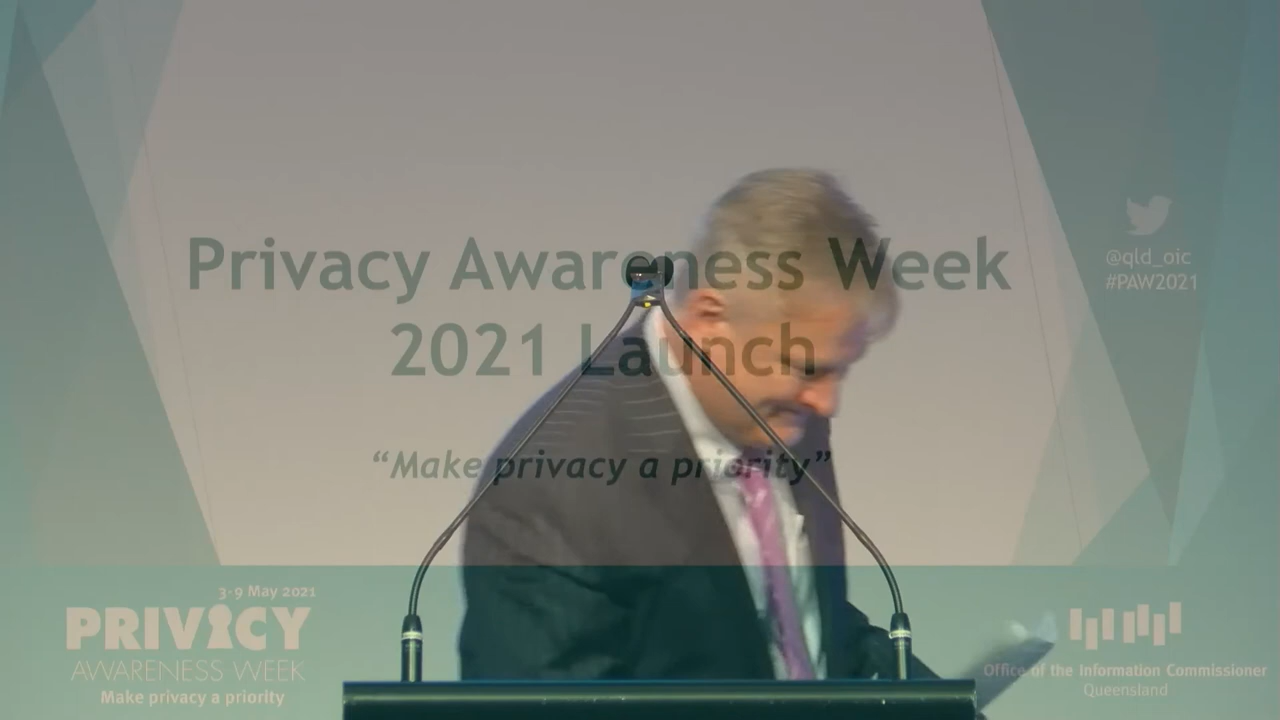 Privacy Awareness Week
2021 Launch
“Make privacy a priority”
@qld_oic
#PAW2021
3-9 May 2021
PRIVACY
AWARENESS WEEK
Make privacy a priority
Office of the Information Commissioner
Queensland